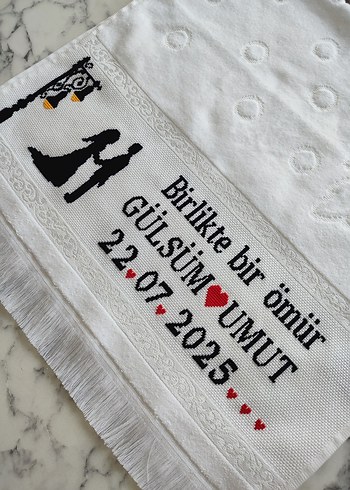 Birlikte bir ömür
GÜLSÜM♥UMUT
22♥07♥2025♥♥♥